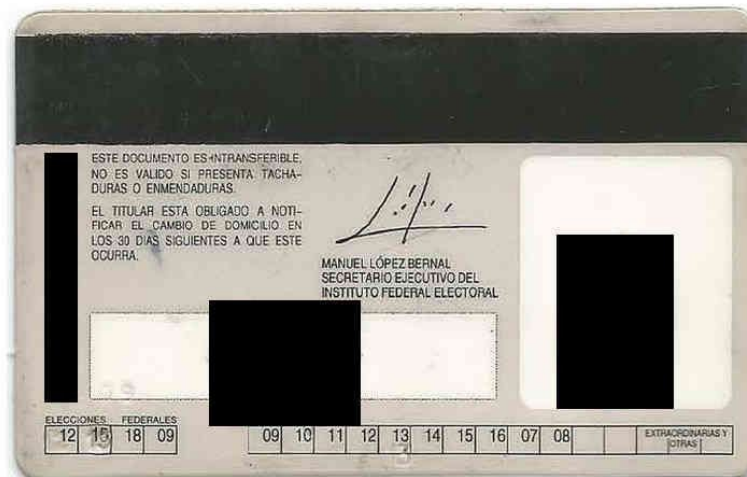 ESTE DOCUMENTO ES INTRANSFERIBLE,
NO ES VALIDO SI PRESENTA TACHA-
DURAS O ENMENDADURAS.
EL TITULAR ESTA OBLIGADO A NOTI-
FICAR EL CAMBIO DE DOMICILIO EN
LOS 30 DIAS SIGUIENTES A QUE ESTE
OCURRA.
MANUEL LÓPEZ BERNAL
SECRETARIO EJECUTIVO DEL
INSTITUTO FEDERAL ELECTORAL
ELECCIONES FEDERALES
12 15 18 09
09 10 11 12 13 14 15 16 07 08
EXTRAORDINARIAS Y
OTRAS